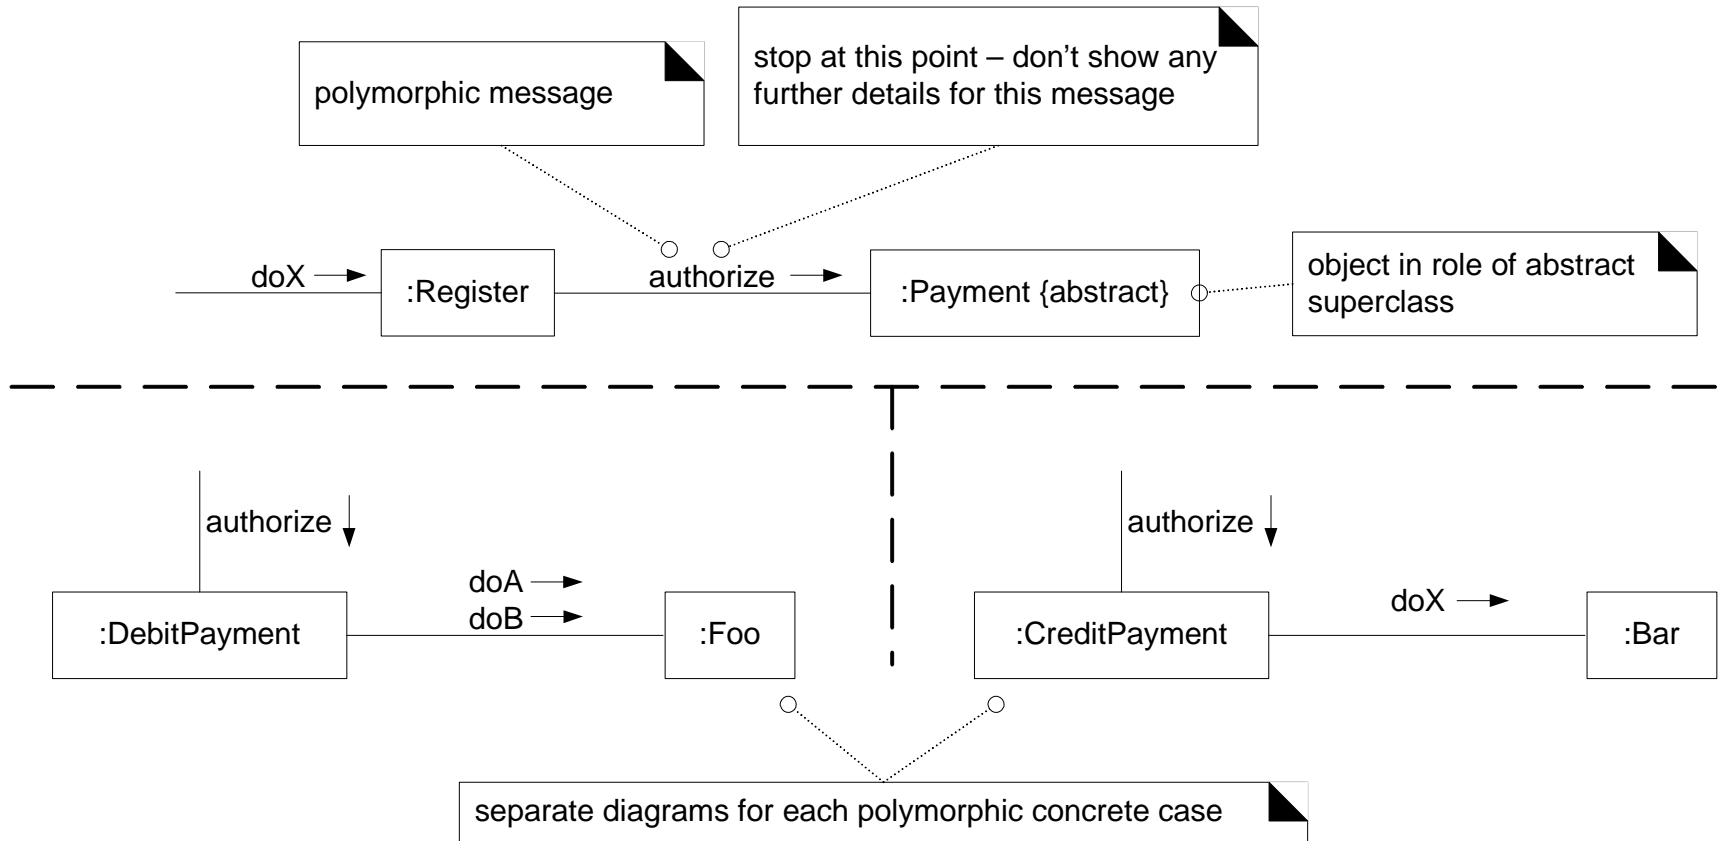 polymorphic message
stop at this point – don't show any
further details for this message
doX
:Register
authorize
:Payment {abstract}
object in role of abstract
superclass
authorize
doA
doB
:DebitPayment
:Foo
authorize
doX
:CreditPayment
:Bar
separate diagrams for each polymorphic concrete case